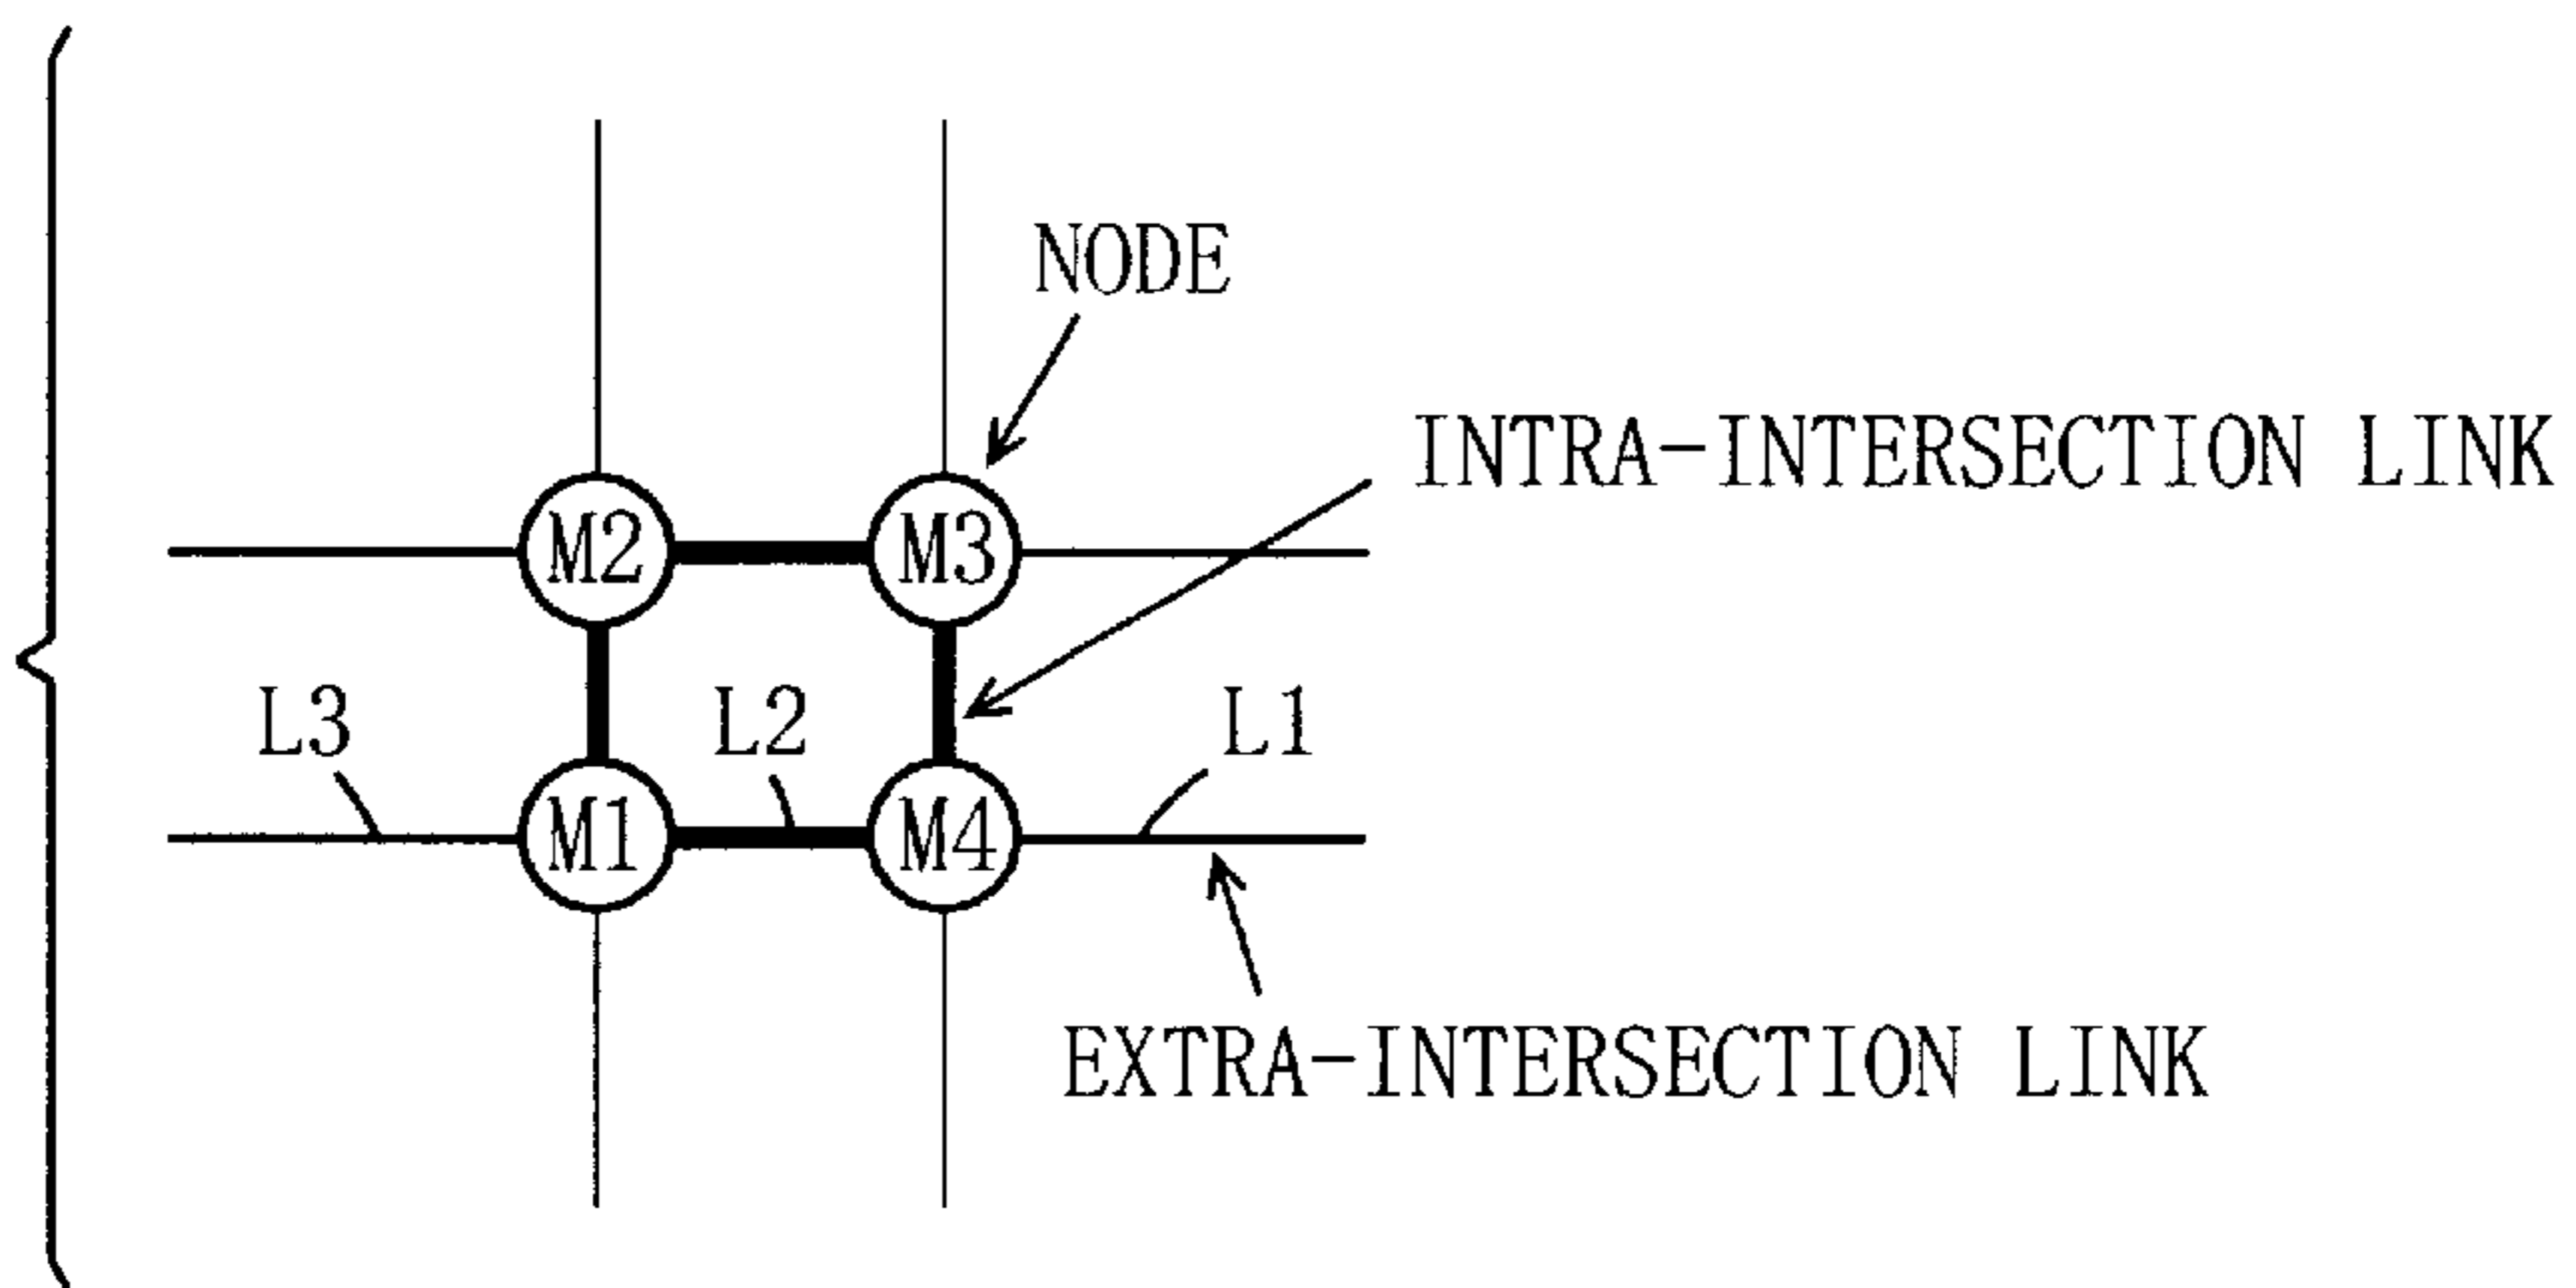 NODE
INTRA-INTERSECTION LINK
M2
M3
L3
L2
L1
M1
M4
EXTRA-INTERSECTION LINK